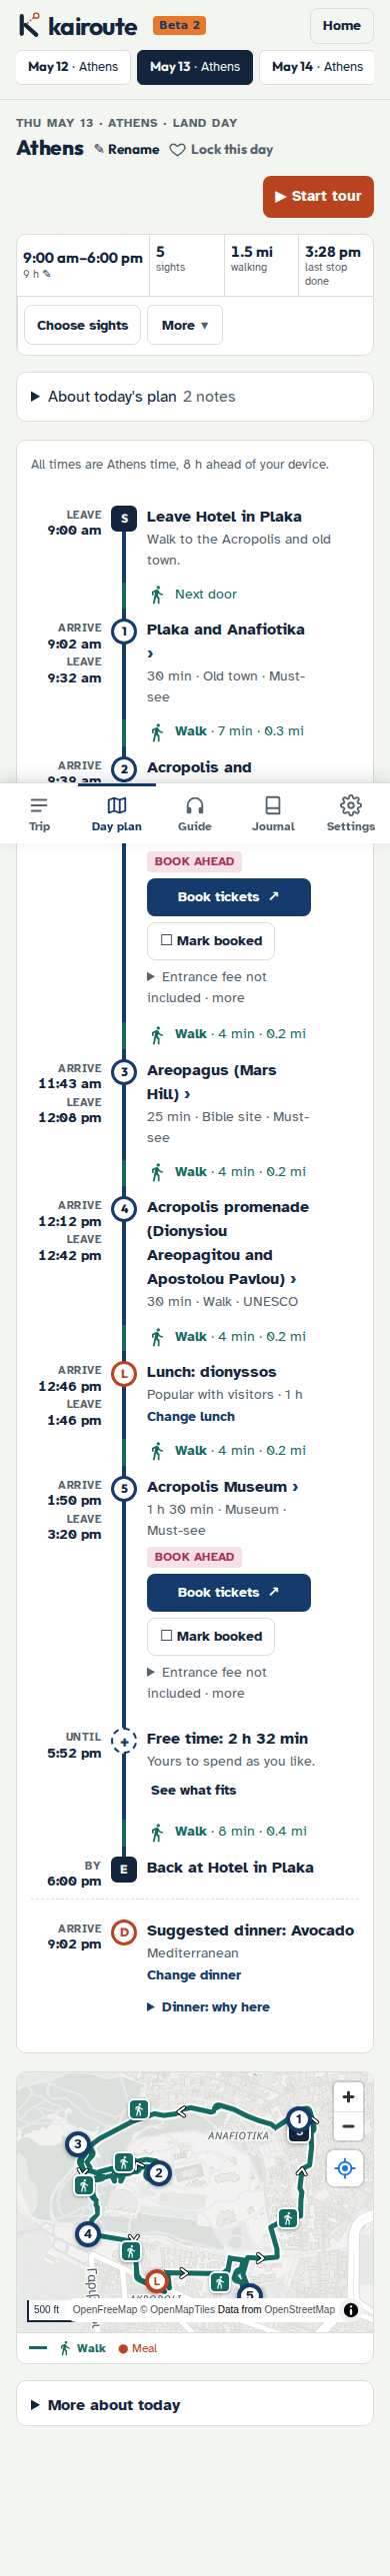 kairoute
Beta 2
Home
May 12 · Athens
May 13 · Athens
May 14 · Athens
THU MAY 13 · ATHENS · LAND DAY
Athens ✎ Rename ♡ Lock this day
▶ Start tour
9:00 am–6:00 pm
9 h ✎
5
sights
1.5 mi
walking
3:28 pm
last stop
done
Choose sights
More ▾
▶ About today's plan 2 notes
All times are Athens time, 8 h ahead of your device.
LEAVE
9:00 am
S
Leave Hotel in Plaka
Walk to the Acropolis and old
town.
Next door
ARRIVE
9:02 am
LEAVE
9:32 am
1
Plaka and Anafiotika
›
30 min · Old town · Must-
see
Walk · 7 min · 0.3 mi
ARRIVE
9:39 am
2
Acropolis and
Trip
Day plan
Guide
Journal
Settings
BOOK AHEAD
Book tickets ↗
☐ Mark booked
▶ Entrance fee not
included · more
Walk · 4 min · 0.2 mi
ARRIVE
11:43 am
LEAVE
12:08 pm
3
Areopagus (Mars
Hill) ›
25 min · Bible site · Must-
see
Walk · 4 min · 0.2 mi
ARRIVE
12:12 pm
LEAVE
12:42 pm
4
Acropolis promenade
(Dionysiou
Areopagitou and
Apostolou Pavlou) ›
30 min · Walk · UNESCO
Walk · 4 min · 0.2 mi
ARRIVE
12:46 pm
LEAVE
1:46 pm
L
Lunch: dionyssos
Popular with visitors · 1 h
Change lunch
Walk · 4 min · 0.2 mi
ARRIVE
1:50 pm
LEAVE
3:20 pm
5
Acropolis Museum ›
1 h 30 min · Museum ·
Must-see
BOOK AHEAD
Book tickets ↗
☐ Mark booked
▶ Entrance fee not
included · more
UNTIL
5:52 pm
+
Free time: 2 h 32 min
Yours to spend as you like.
See what fits
Walk · 8 min · 0.4 mi
BY
6:00 pm
E
Back at Hotel in Plaka
ARRIVE
9:02 pm
D
Suggested dinner: Avocado
Mediterranean
Change dinner
▶ Dinner: why here
+
−
1
ANAFIOTIKA
3
2
4
L
5
500 ft
OpenFreeMap © OpenMapTiles Data from OpenStreetMap
Walk
Meal
▶ More about today